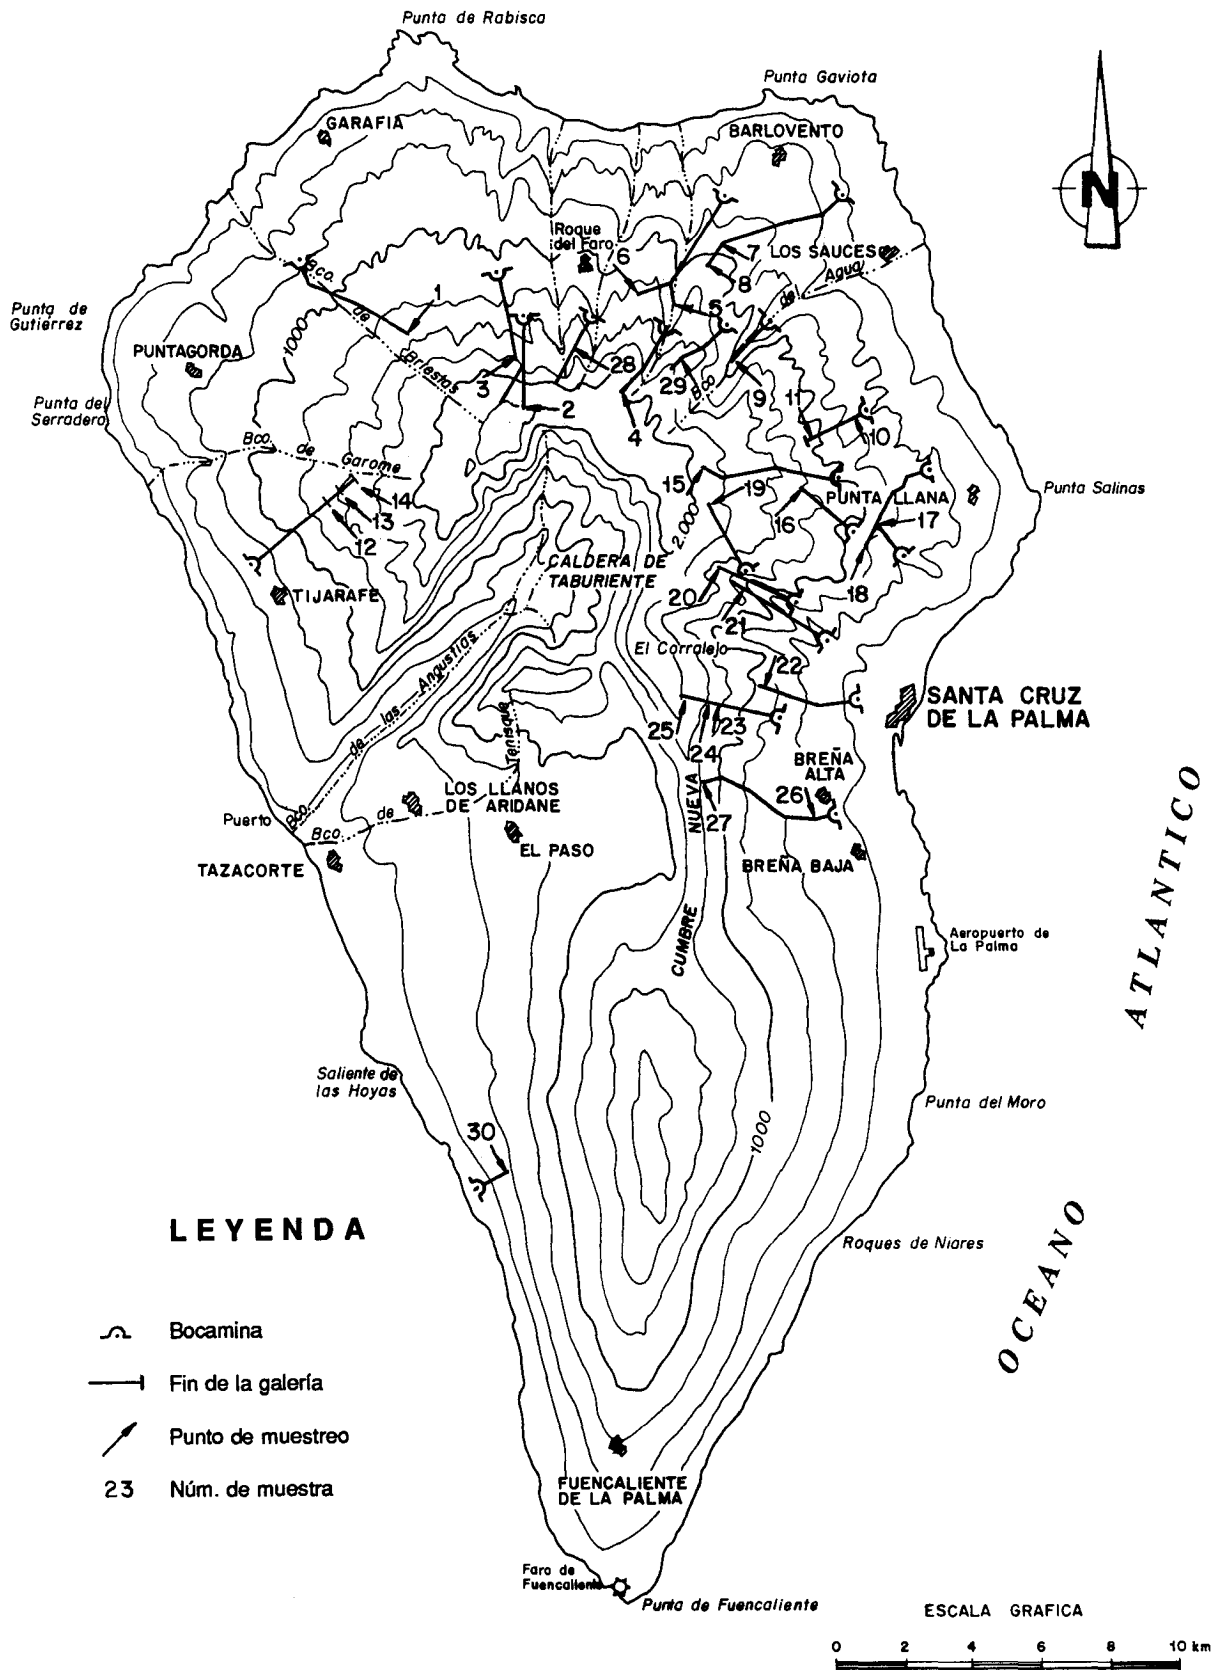 Punta de Rabisca
Punta Gaviota
GARAFIA
BARLOVENTO
N
Roque
del Faro
6
7
LOS SAUCES
8
Bco. de Agua
Bco. de Briestas
1
5
Punta de
Gutiérrez
1000
PUNTAGORDA
3
28
29
9
2
4
11
10
Punta del
Serradero
Bco. de Garome
14
13
12
15
19
16
PUNTA LLANA
17
Punta Salinas
2.000
CALDERA DE
TABURIENTE
TIJARAFE
20
21
18
El Corralejo
22
Bco. de las Angustias
SANTA CRUZ
DE LA PALMA
25
24
23
Tenisque
BREÑA
ALTA
LOS LLANOS
DE ARIDANE
26
27
Puerto
Bco. de
EL PASO
TAZACORTE
BREÑA BAJA
CUMBRE NUEVA
Aeropuerto de
La Palma
OCEANO ATLANTICO
Saliente de
las Hoyas
Punta del Moro
1000
30
LEYENDA
Roques de Niares
Bocamina
Fin de la galería
Punto de muestreo
23 Núm. de muestra
FUENCALIENTE
DE LA PALMA
Faro de
Fuencaliente
Punta de Fuencaliente
ESCALA GRAFICA
0 2 4 6 8 10 km